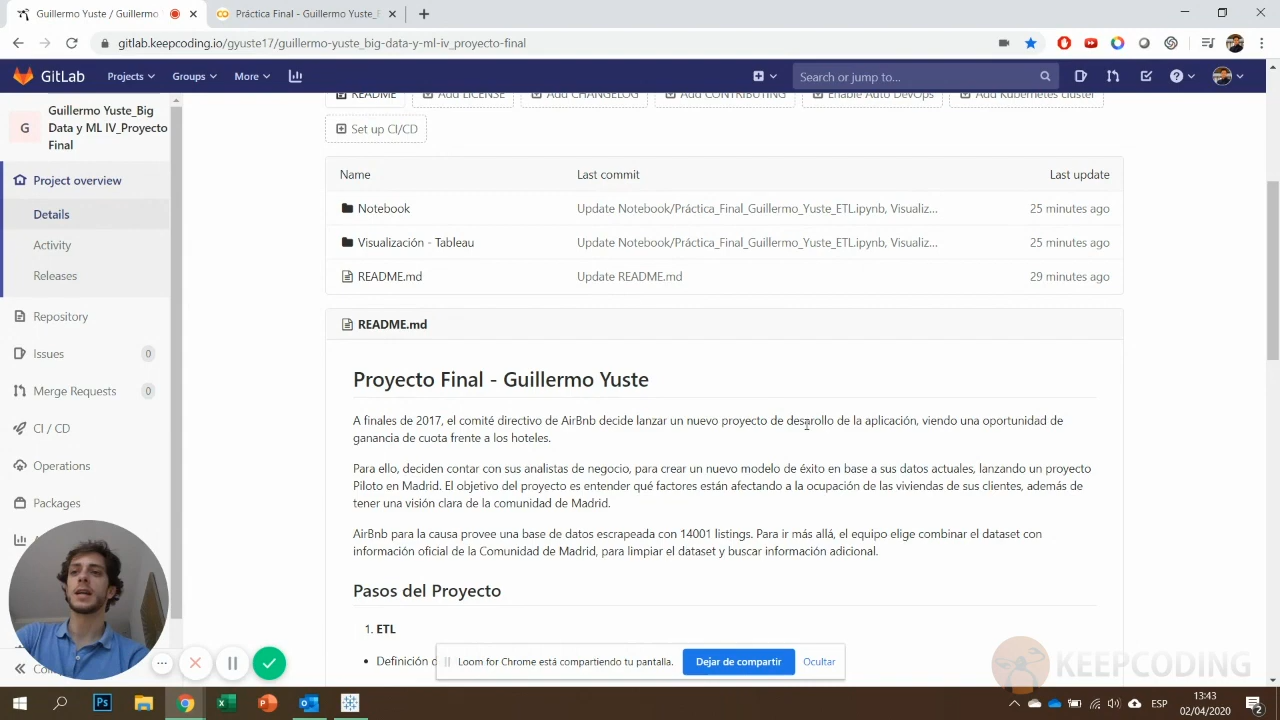 Guillermo Yuste / Guillermo
Práctica Final - Guillermo Yuste_E
gitlab.keepcoding.io/gyuste17/guillermo-yuste_big-data-y-ml-iv_proyecto-final
GitLab
Projects
Groups
More
Search or jump to...
G
Guillermo Yuste_Big
Data y ML IV_Proyecto
Final
Project overview
Details
Activity
Releases
Repository
Issues 0
Merge Requests 0
CI / CD
Operations
Packages
README
Add LICENSE
Add CHANGELOG
Add CONTRIBUTING
Enable Auto DevOps
Add Kubernetes cluster
Set up CI/CD
Name Last commit Last update
Notebook Update Notebook/Práctica_Final_Guillermo_Yuste_ETL.ipynb, Visualiz... 25 minutes ago
Visualización - Tableau Update Notebook/Práctica_Final_Guillermo_Yuste_ETL.ipynb, Visualiz... 25 minutes ago
README.md Update README.md 29 minutes ago
README.md
Proyecto Final - Guillermo Yuste
A finales de 2017, el comité directivo de AirBnb decide lanzar un nuevo proyecto de desrollo de la aplicación, viendo una oportunidad de
ganancia de cuota frente a los hoteles.
Para ello, deciden contar con sus analistas de negocio, para crear un nuevo modelo de éxito en base a sus datos actuales, lanzando un proyecto
Piloto en Madrid. El objetivo del proyecto es entender qué factores están afectando a la ocupación de las viviendas de sus clientes, además de
tener una visión clara de la comunidad de Madrid.
AirBnb para la causa provee una base de datos escrapeada con 14001 listings. Para ir más allá, el equipo elige combinar el dataset con
información oficial de la Comunidad de Madrid, para limpiar el dataset y buscar información adicional.
Pasos del Proyecto
1. ETL
• Definición
Loom for Chrome está compartiendo tu pantalla.
Dejar de compartir
Ocultar
KEEPCODING
ESP
13:43
02/04/2020
2